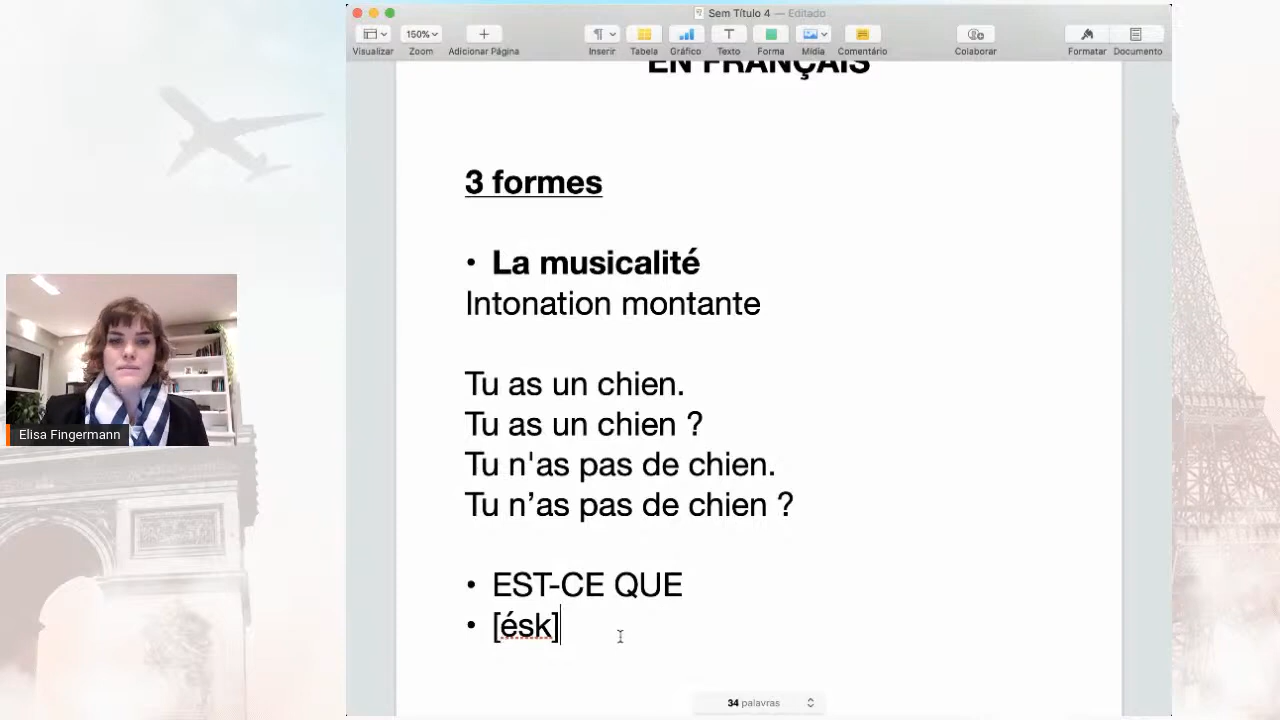 Sem Título 4 — Editado
150%
Visualizar Zoom Adicionar Página Inserir Tabela Gráfico Texto Forma Mídia Comentário Colaborar Formatar Documento
EN FRANÇAIS
3 formes
• La musicalité
Intonation montante
Tu as un chien.
Tu as un chien ?
Tu n'as pas de chien.
Tu n’as pas de chien ?
• EST-CE QUE
• [ésk]
Elisa Fingermann
34 palavras